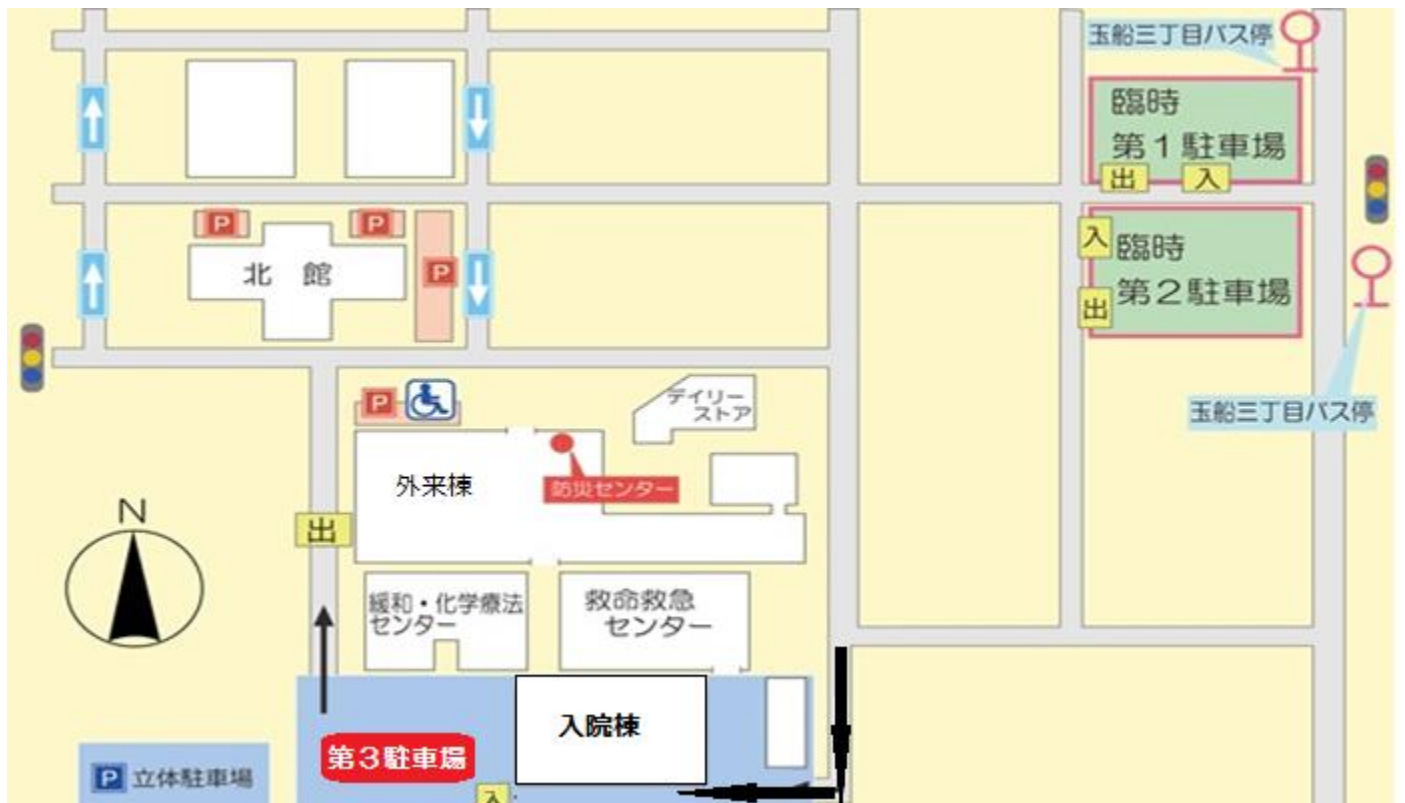 玉船三丁目バス停
臨時
第1駐車場
出
入
P
P
入
臨時
第2駐車場
出
北館
P
玉船三丁目バス停
P
デイリー
ストア
外来棟
防災センター
N
出
緩和・化学療法
センター
救命救急
センター
入院棟
第3駐車場
P 立体駐車場
入